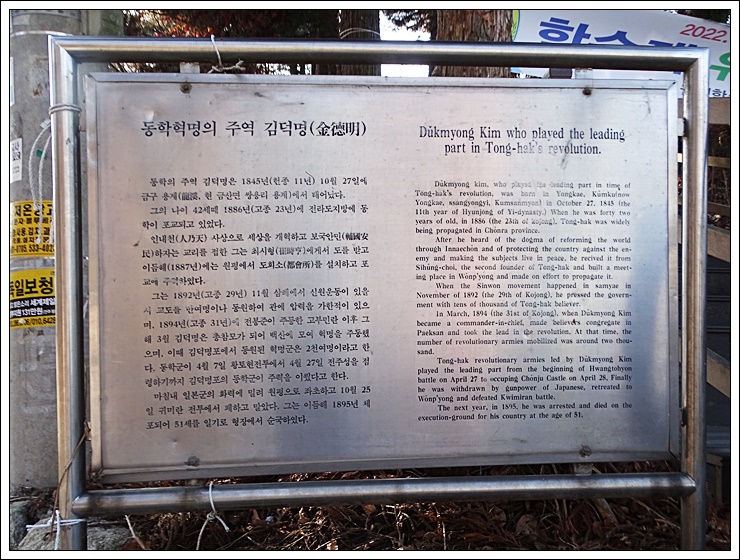 2022.
동학혁명의 주역 김덕명(金德明)
동학의 주역 김덕명은 1845년(헌종 11년) 10월 27일에
금구 용계(龍溪, 현 금산면 쌍용리 용계)에서 태어났다.
그의 나이 42세때 1886년(고종 23년)에 전라도지방에 동
학이 포교되고 있었다.
인내천(人乃天) 사상으로 세상을 개혁하고 보국안민(輔國安
民)하자는 교리를 접한 그는 최시형(崔時亨)에게서 도를 받고
이듬해(1887년)에는 원평에서 도회소(都會所)를 설치하고 포
교에 주력하였다.
그는 1892년(고종 29년) 11월 삼례에서 신원운동이 있을
시 교도를 만여명이나 동원하여 관에 압력을 가한적이 있으
며, 1894년(고종 31년)에 전봉준이 주동한 고부민란 이후 그
해 3월 김덕명은 총참모가 되어 백산에 모여 혁명을 주동했
으며, 이때 김덕명포에서 동원된 혁명군은 2천여명이라고 한
다. 동학군이 4월 7일 황토현전투에서 4월 27일 전주성을 점
령하기까지 김덕명포의 동학군이 주력을 이뤘다고 한다.
마침내 일본군의 화력에 밀려 원평으로 좌초하고 10월 25
일 귀미란 전투에서 패하고 말았다. 그는 이듬해 1895년 체
포되어 51세를 일기로 형장에서 순국하였다.
Dŭkmyong Kim who played the leading
part in Tong-hak's revolution.
Dŭkmyong kim, who played the leading part in time of
Tong-hak's revolution, was born in Yongkae, Kŭmku(now
Yongkae, ssangyongyi, Kumsanmyon) on October 27. 1845 (the
11th year of Hyunjong of Yi-dynasty.) When he was forty two
years of old, in 1886 (the 23th of kojong), Tong-hak was widely
being propagated in Chŏnra province.
After he heard of the dogma of reforming the world
through Innaechŏn and of protecting the country against the en-
emy and making the subjects live in peace, he recived it from
Sihŭng-choi, the second founder of Tong-hak and built a meet-
ing place in Wŏnp'yong and made on effort to propagate it.
When the Sinwon movement happened in samyae in
November of 1892 (the 29th of Kojong), he pressed the govern-
ment with tens of thousand of Tong-hak believer.
In March, 1894 (the 31st of Kojong), when Dŭkmyong Kim
became a commander-in-chief, made believers congregate in
Paeksan and took the lead in the revolution. At that time, the
number of revolutionary armies mobilized was around two thou-
sand.
Tong-hak revolutionary armies led by Dŭkmyong Kim
played the leading part from the beginning of Hwangtohyon
battle on April 27 to occuping Chŏnju Castle on April 28. Finally
he was withdrawn by gunpower of Japanese, retreated to
Wŏnp'yong and defeated Kwimiran battle.
The next year, in 1895, he was arrested and died on the
execution-ground for his country at the age of 51.